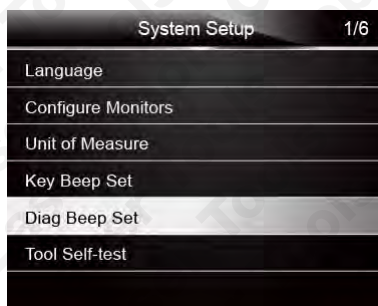 System Setup 1/6
Language
Configure Monitors
Unit of Measure
Key Beep Set
Diag Beep Set
Tool Self-test